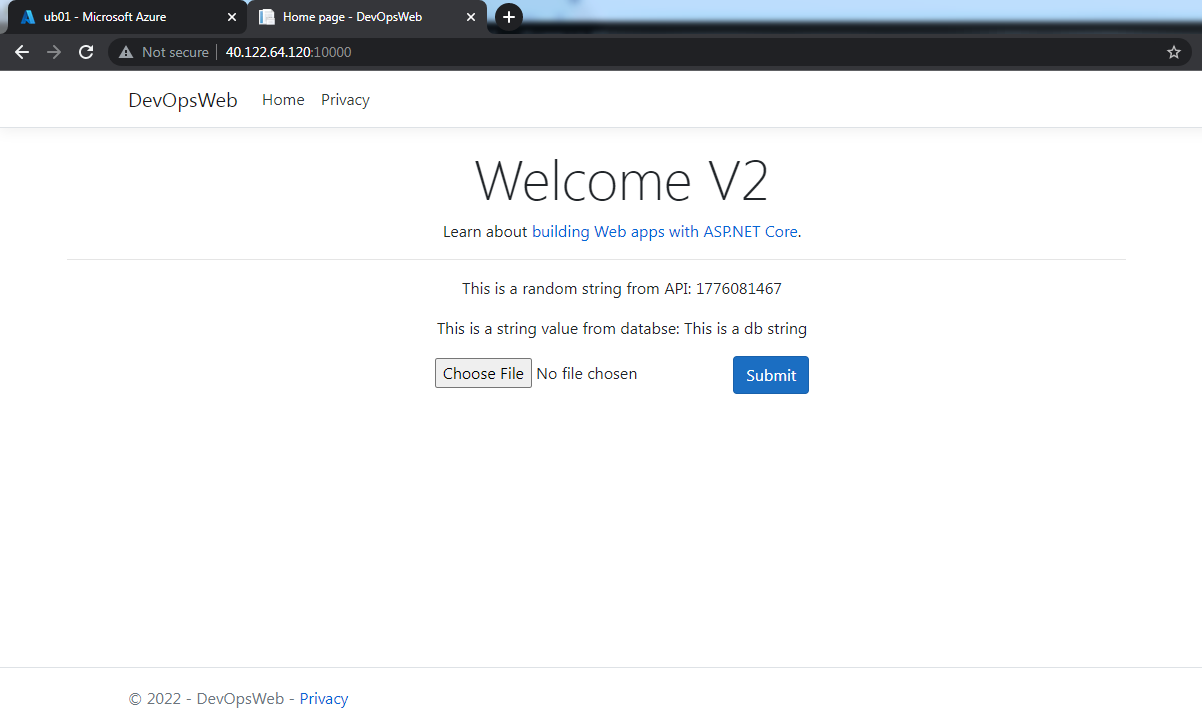 ub01 - Microsoft Azure
Home page - DevOpsWeb
Not secure
40.122.64.120:10000
DevOpsWeb
Home
Privacy
Welcome V2
Learn about building Web apps with ASP.NET Core.
This is a random string from API: 1776081467
This is a string value from databse: This is a db string
Choose File No file chosen
Submit
© 2022 - DevOpsWeb - Privacy